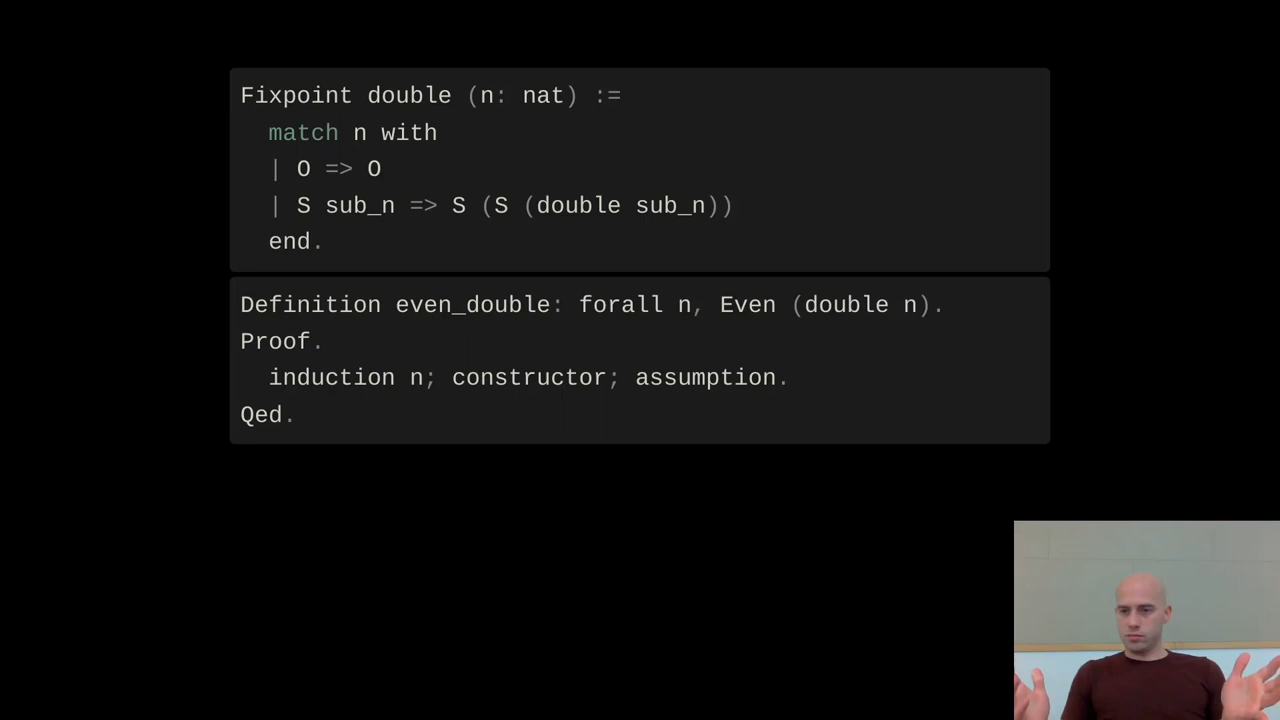 Fixpoint double (n: nat) :=
match n with
| O => O
| S sub_n => S (S (double sub_n))
end.
Definition even_double: forall n, Even (double n).
Proof.
induction n; constructor; assumption.
Qed.